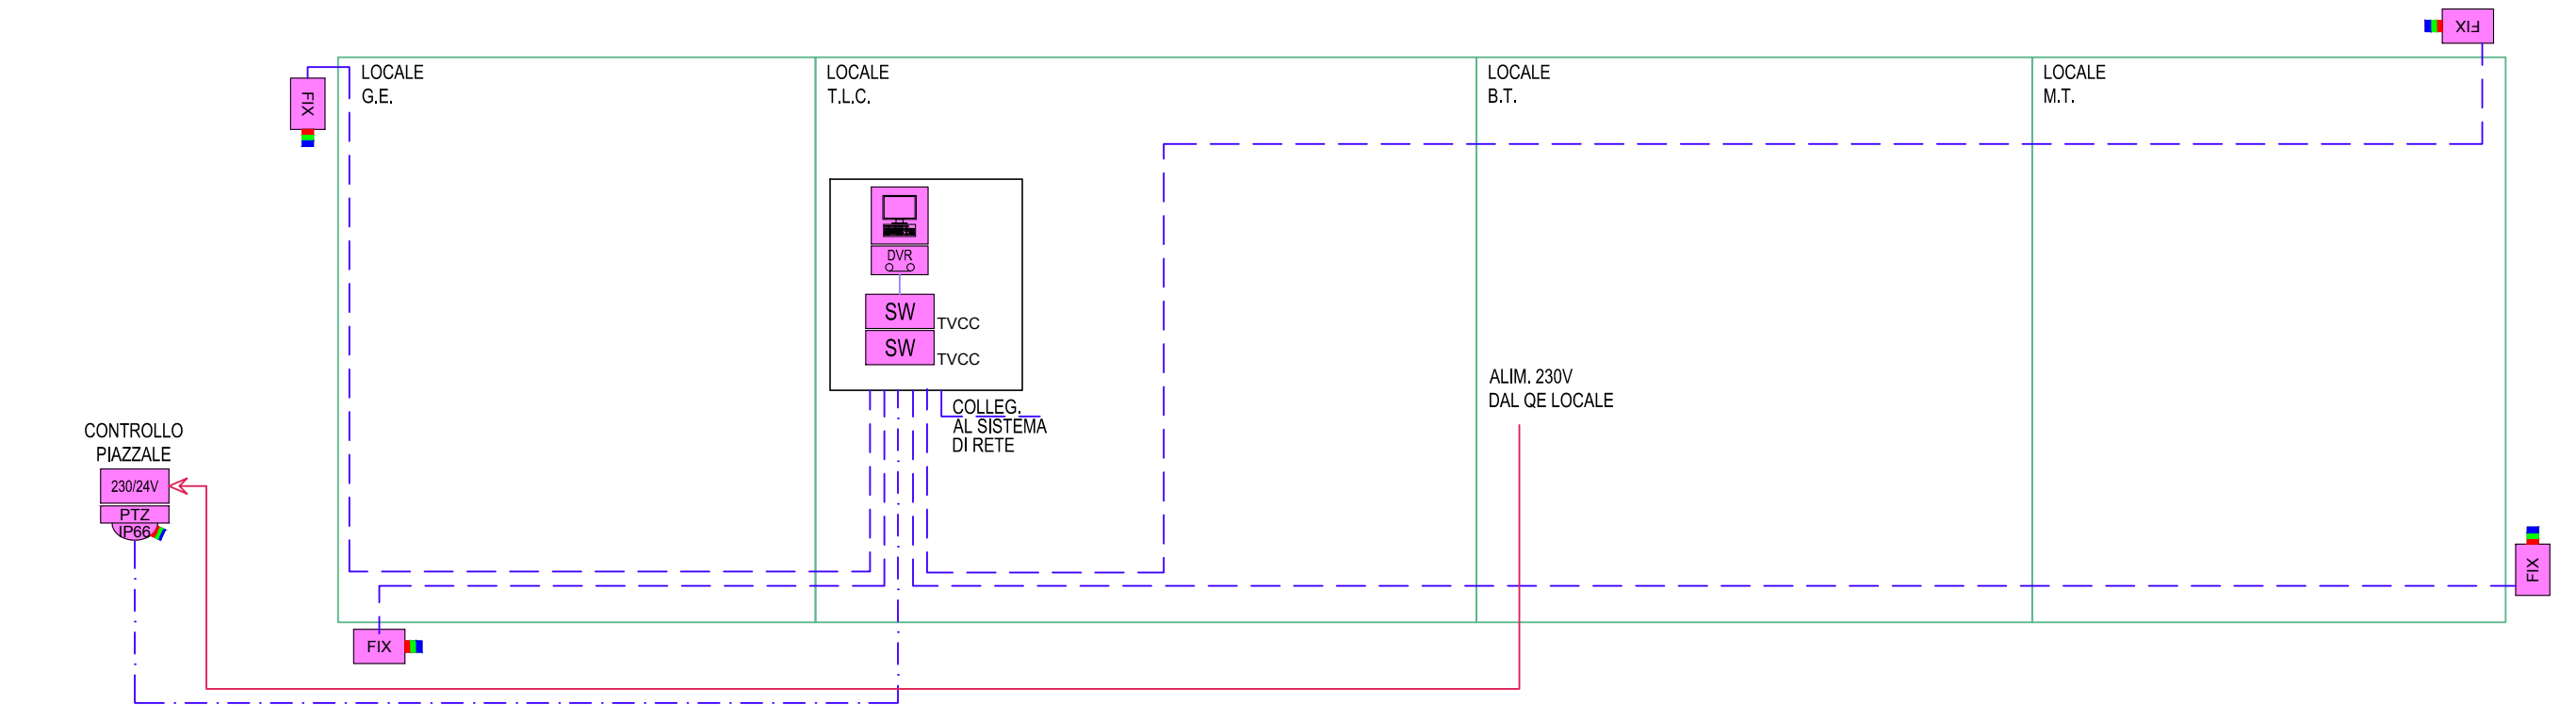 FIX
LOCALE
G.E.
LOCALE
T.L.C.
LOCALE
B.T.
LOCALE
M.T.
FIX
DVR
SW
TVCC
SW
TVCC
COLLEG.
AL SISTEMA
DI RETE
ALIM. 230V
DAL QE LOCALE
CONTROLLO
PIAZZALE
230/24V
PTZ
IP66
FIX
FIX